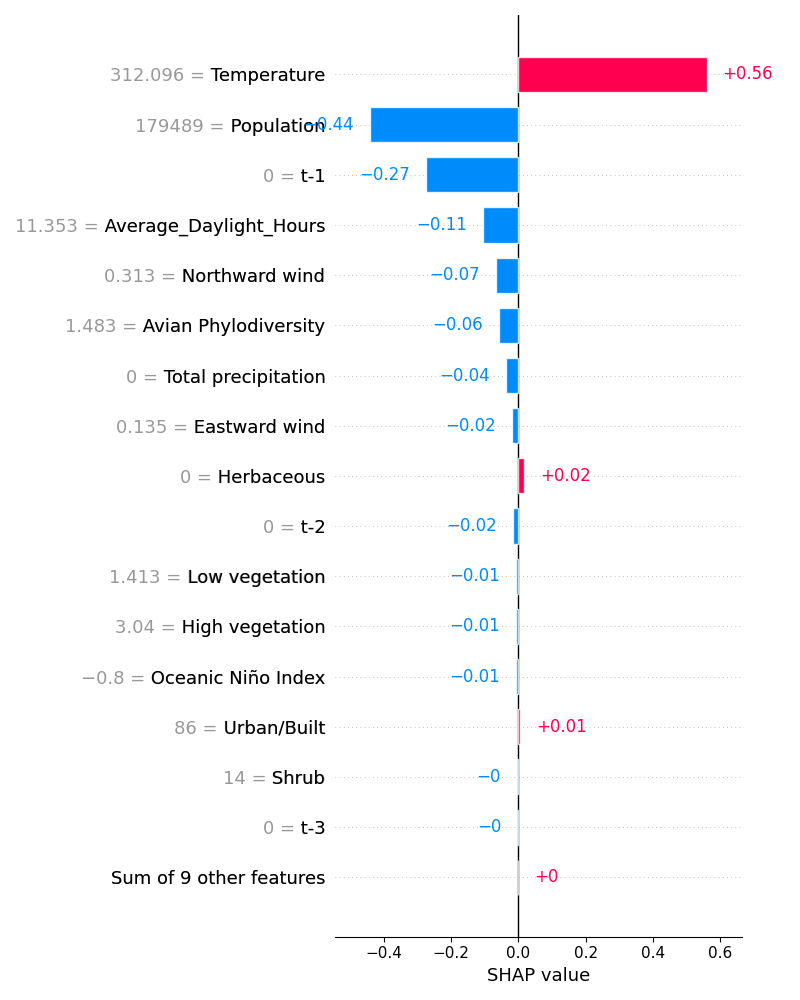 312.096 = Temperature +0.56
179489 = Population −0.44
0 = t-1 −0.27
11.353 = Average_Daylight_Hours −0.11
0.313 = Northward wind −0.07
1.483 = Avian Phylodiversity −0.06
0 = Total precipitation −0.04
0.135 = Eastward wind −0.02
0 = Herbaceous +0.02
0 = t-2 −0.02
1.413 = Low vegetation −0.01
3.04 = High vegetation −0.01
−0.8 = Oceanic Niño Index −0.01
86 = Urban/Built +0.01
14 = Shrub −0
0 = t-3 −0
Sum of 9 other features +0
−0.4 −0.2 0.0 0.2 0.4 0.6
SHAP value